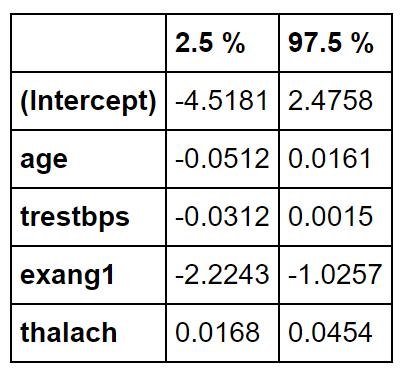 2.5 % 97.5 %
(Intercept) -4.5181 2.4758
age -0.0512 0.0161
trestbps -0.0312 0.0015
exang1 -2.2243 -1.0257
thalach 0.0168 0.0454